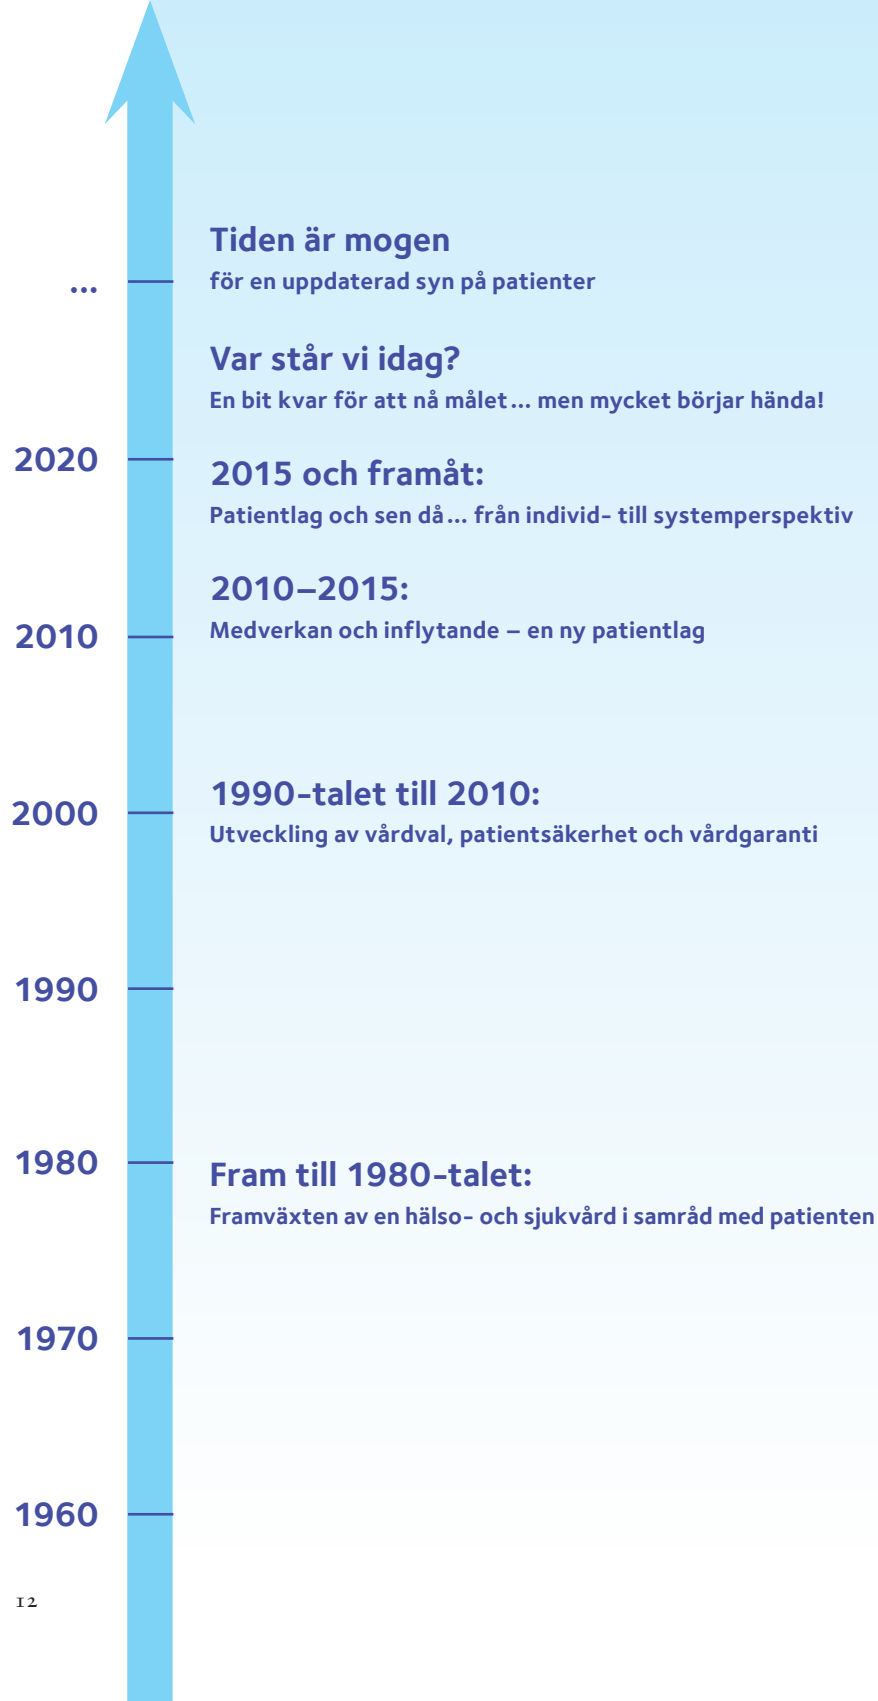 Tiden är mogen
... för en uppdaterad syn på patienter
Var står vi idag?
En bit kvar för att nå målet... men mycket börjar hända!
2020
2015 och framåt:
Patientlag och sen då... från individ- till systemperspektiv
2010–2015:
2010
Medverkan och inflytande – en ny patientlag
1990-talet till 2010:
2000
Utveckling av vårdval, patientsäkerhet och vårdgaranti
1990
1980
Fram till 1980-talet:
Framväxten av en hälso- och sjukvård i samråd med patienten
1970
1960
12